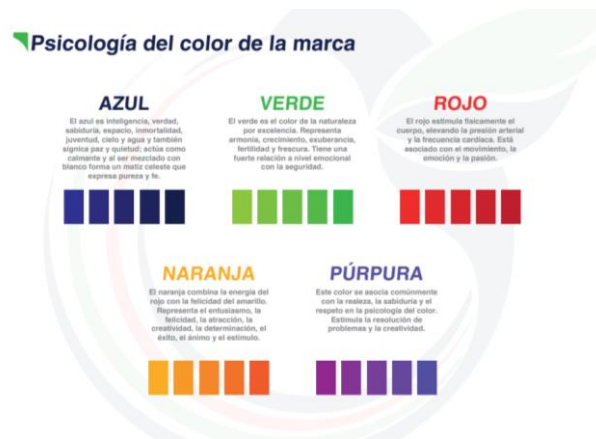 Psicología del color de la marca
AZUL
El azul es inteligencia, verdad,
sabiduría, espacio, inmortalidad,
juventud, cielo y agua y también
signica paz y quietud; actúa como
calmante y al ser mezclado con
blanco forma un matiz celeste que
expresa pureza y fe.
VERDE
El verde es el color de la naturaleza
por excelencia. Representa
armonía, crecimiento, exuberancia,
fertilidad y frescura. Tiene una
fuerte relación a nivel emocional
con la seguridad.
ROJO
El rojo estimula físicamente el
cuerpo, elevando la presión arterial
y la frecuencia cardiaca. Está
asociado con el movimiento, la
emoción y la pasión.
NARANJA
El naranja combina la energía del
rojo con la felicidad del amarillo.
Representa el entusiasmo, la
felicidad, la atracción, la
creatividad, la determinación, el
éxito, el ánimo y el estímulo.
PÚRPURA
Este color se asocia comúnmente
con la realeza, la sabiduría y el
respeto en la psicología del color.
Estimula la resolución de
problemas y la creatividad.